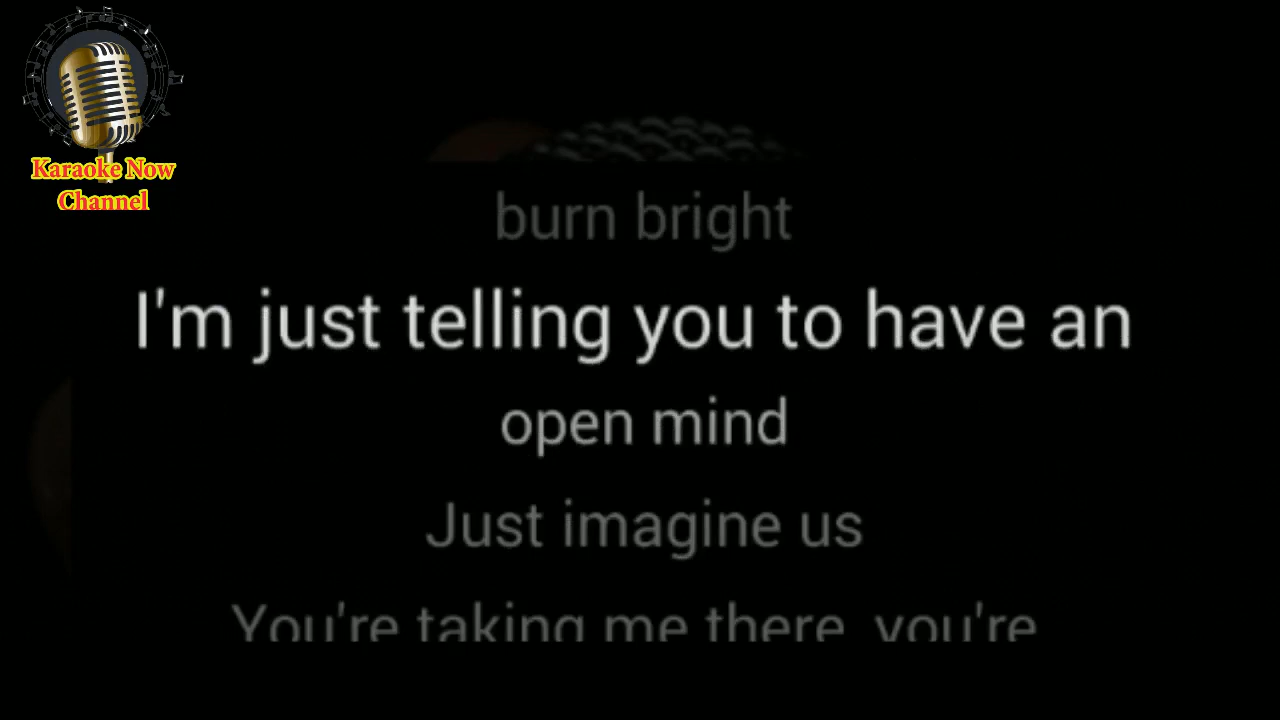 Karaoke Now
Channel
burn bright
I'm just telling you to have an
open mind
Just imagine us
You're taking me there, you're